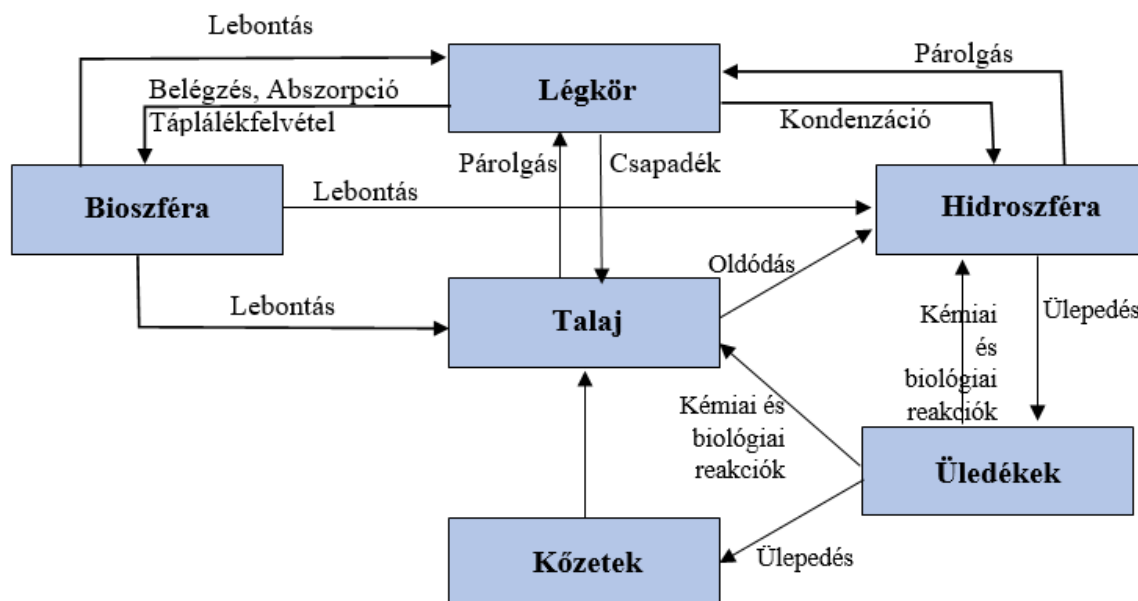 Lebontás
Légkör
Párolgás
Belégzés, Abszorpció
Táplálékfelvétel
Kondenzáció
Párolgás
Csapadék
Bioszféra
Lebontás
Hidroszféra
Oldódás
Lebontás
Talaj
Kémiai
és
biológiai
reakciók
Ülepedés
Kémiai és
biológiai
reakciók
Üledékek
Kőzetek
Ülepedés